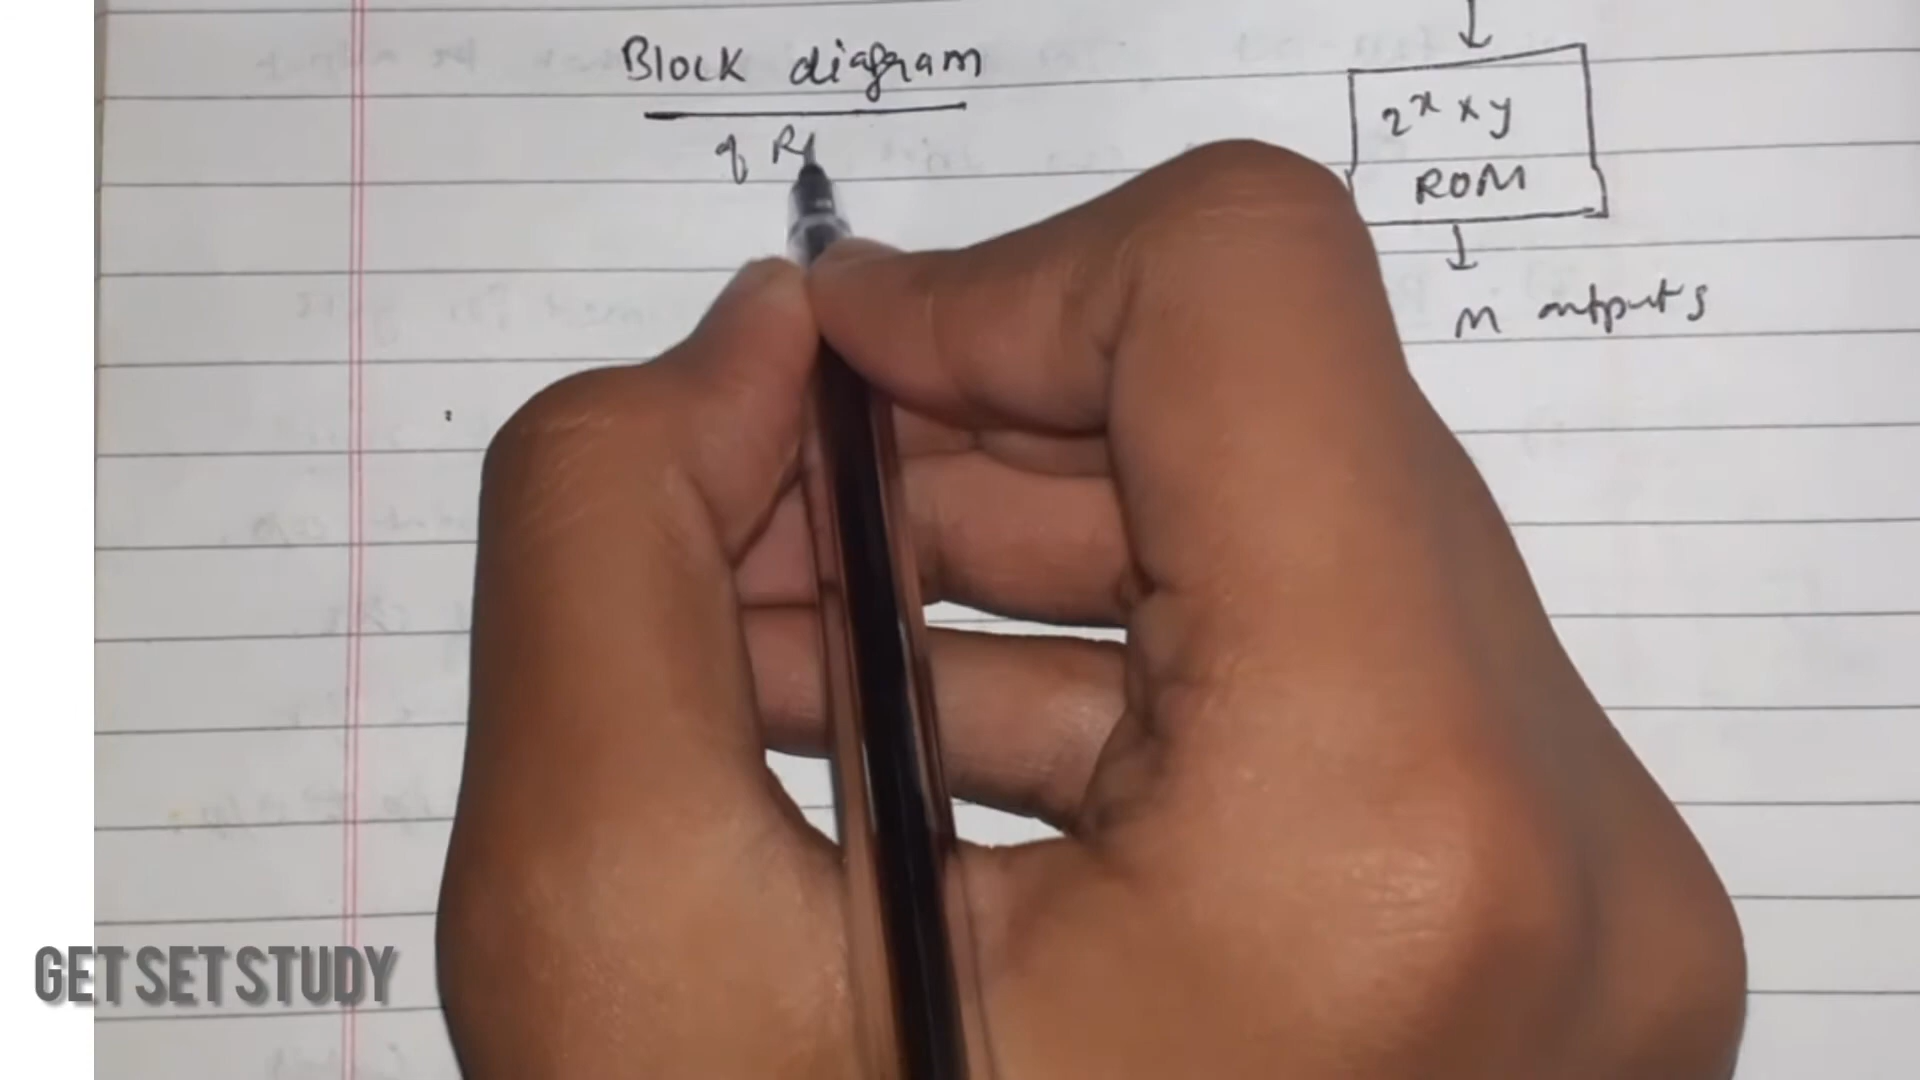 Block diagram
of R
2^x x y
ROM
M outputs
GET SET STUDY